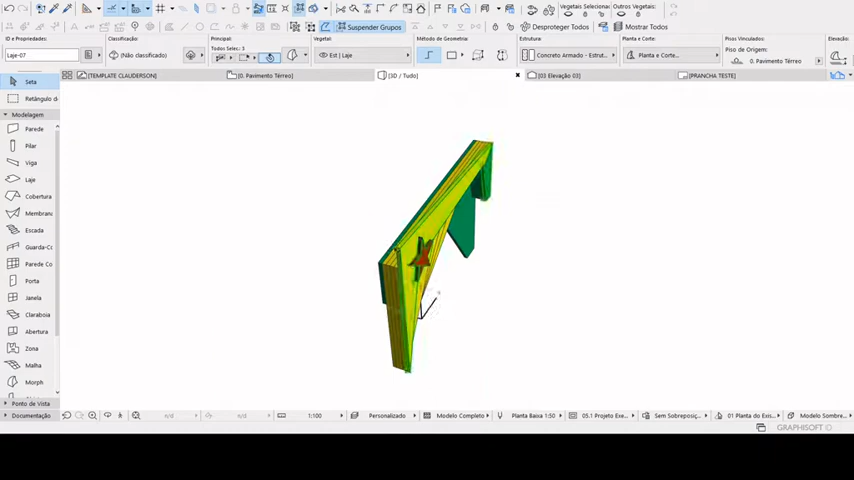 Vegetais Selecionar
Outros Vegetais:
Suspender Grupos
Desproteger Todos
Mostrar Todos
ID e Propriedades:
Classificação:
Principal:
Vegetal:
Método de Geometria:
Estrutura:
Planta e Corte:
Pisos Vinculados:
Elevação:
Todos Selec.: 3
Laje-07
(Não classificado)
Est | Laje
Concreto Armado - Estrut...
Planta e Corte...
Piso de Origem:
0. Pavimento Térreo
[TEMPLATE CLAUDERSON]
[0. Pavimento Térreo]
[3D / Tudo]
[03 Elevação 03]
[PRANCHA TESTE]
Seta
Retângulo d
Modelagem
Parede
Pilar
Viga
Laje
Cobertura
Membrana
Escada
Guarda-Co
Parede Co
Porta
Janela
Claraboia
Abertura
Zona
Malha
Morph
Ponto de Vista
Documentação
n/d
n/d
1:100
Personalizado
Modelo Completo
Planta Baixa 1:50
05.1 Projeto Exe...
Sem Sobreposiç...
01 Planta do Exis...
Modelo Sombre...
GRAPHISOFT